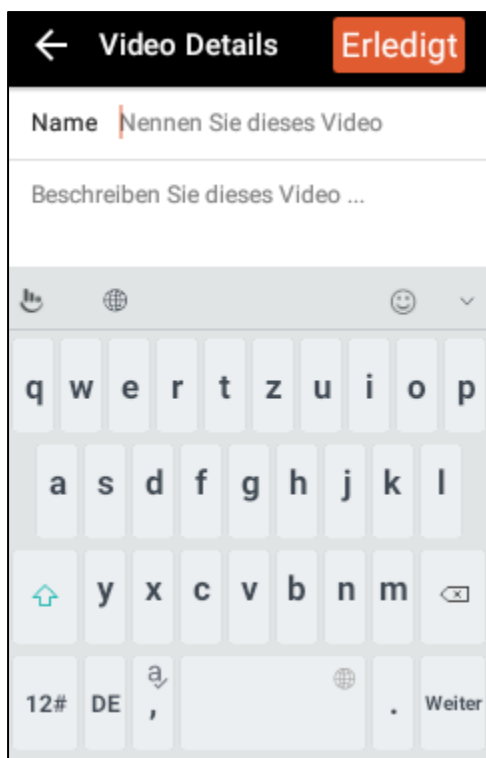 Video Details Erledigt
Name Nennen Sie dieses Video
Beschreiben Sie dieses Video ...
q w e r t z u i o p
a s d f g h j k l
y x c v b n m
12# DE a , . Weiter